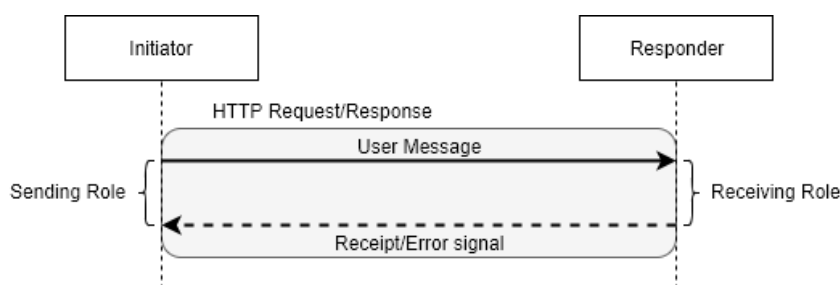 Initiator
Responder
HTTP Request/Response
User Message
Sending Role
Receiving Role
Receipt/Error signal